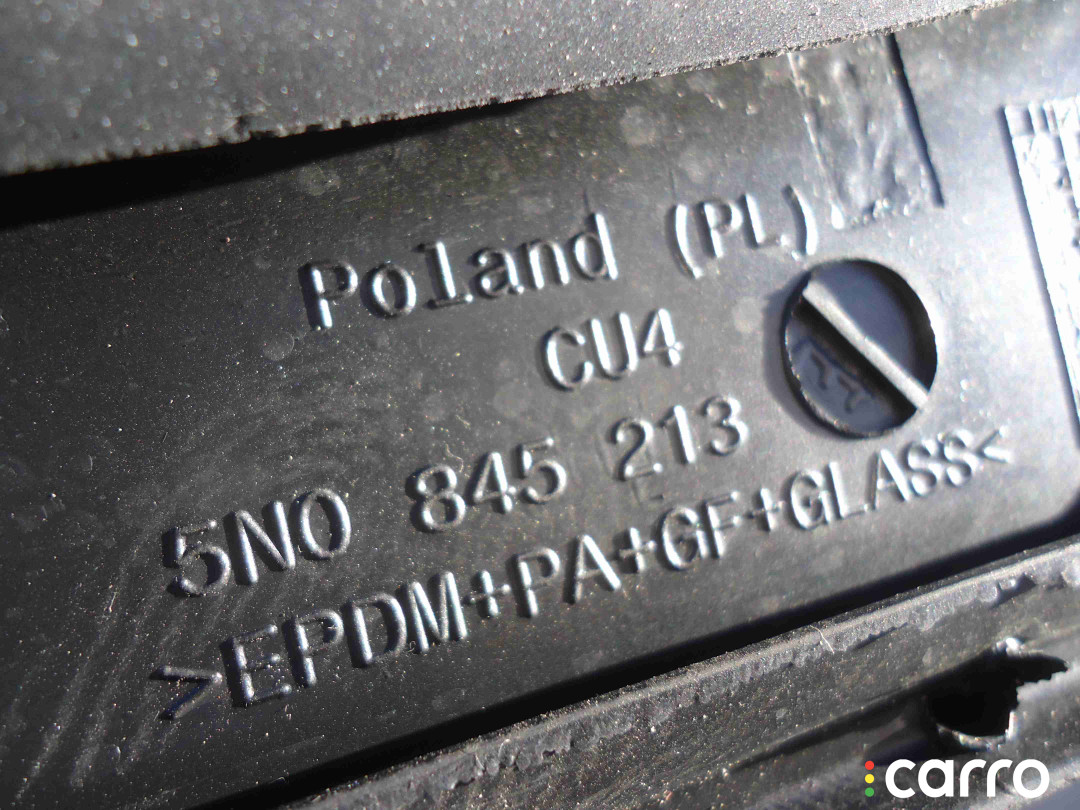 Poland (PL)
CU4
5N0 845 213
>EPDM+PA+GF+GLASS<
carro